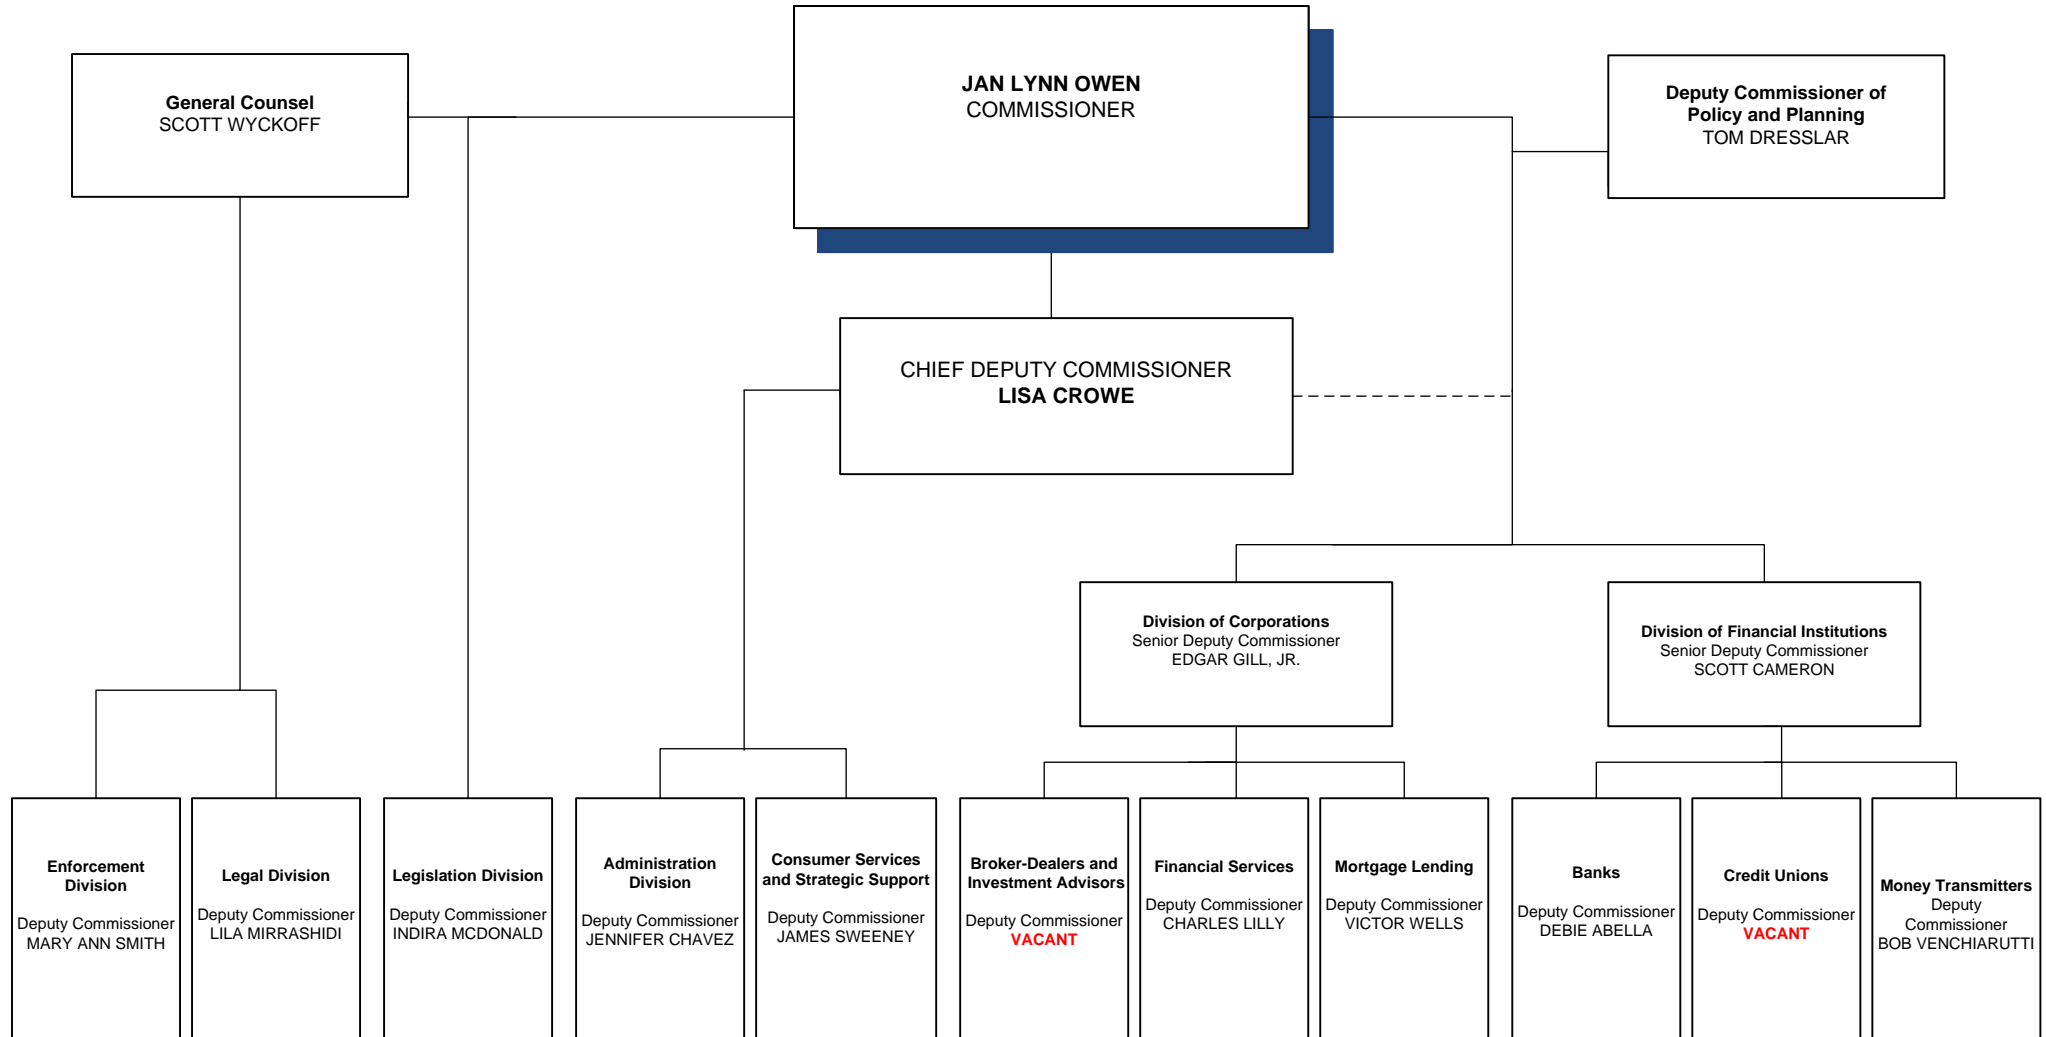 General Counsel
SCOTT WYCKOFF
JAN LYNN OWEN
COMMISSIONER
Deputy Commissioner of
Policy and Planning
TOM DRESSLAR
CHIEF DEPUTY COMMISSIONER
LISA CROWE
Division of Corporations
Senior Deputy Commissioner
EDGAR GILL, JR.
Division of Financial Institutions
Senior Deputy Commissioner
SCOTT CAMERON
Enforcement
Division
Deputy Commissioner
MARY ANN SMITH
Legal Division
Deputy Commissioner
LILA MIRRASHIDI
Legislation Division
Deputy Commissioner
INDIRA MCDONALD
Administration
Division
Deputy Commissioner
JENNIFER CHAVEZ
Consumer Services
and Strategic Support
Deputy Commissioner
JAMES SWEENEY
Broker-Dealers and
Investment Advisors
Deputy Commissioner
VACANT
Financial Services
Deputy Commissioner
CHARLES LILLY
Mortgage Lending
Deputy Commissioner
VICTOR WELLS
Banks
Deputy Commissioner
DEBIE ABELLA
Credit Unions
Deputy Commissioner
VACANT
Money Transmitters
Deputy
Commissioner
BOB VENCHIARUTTI